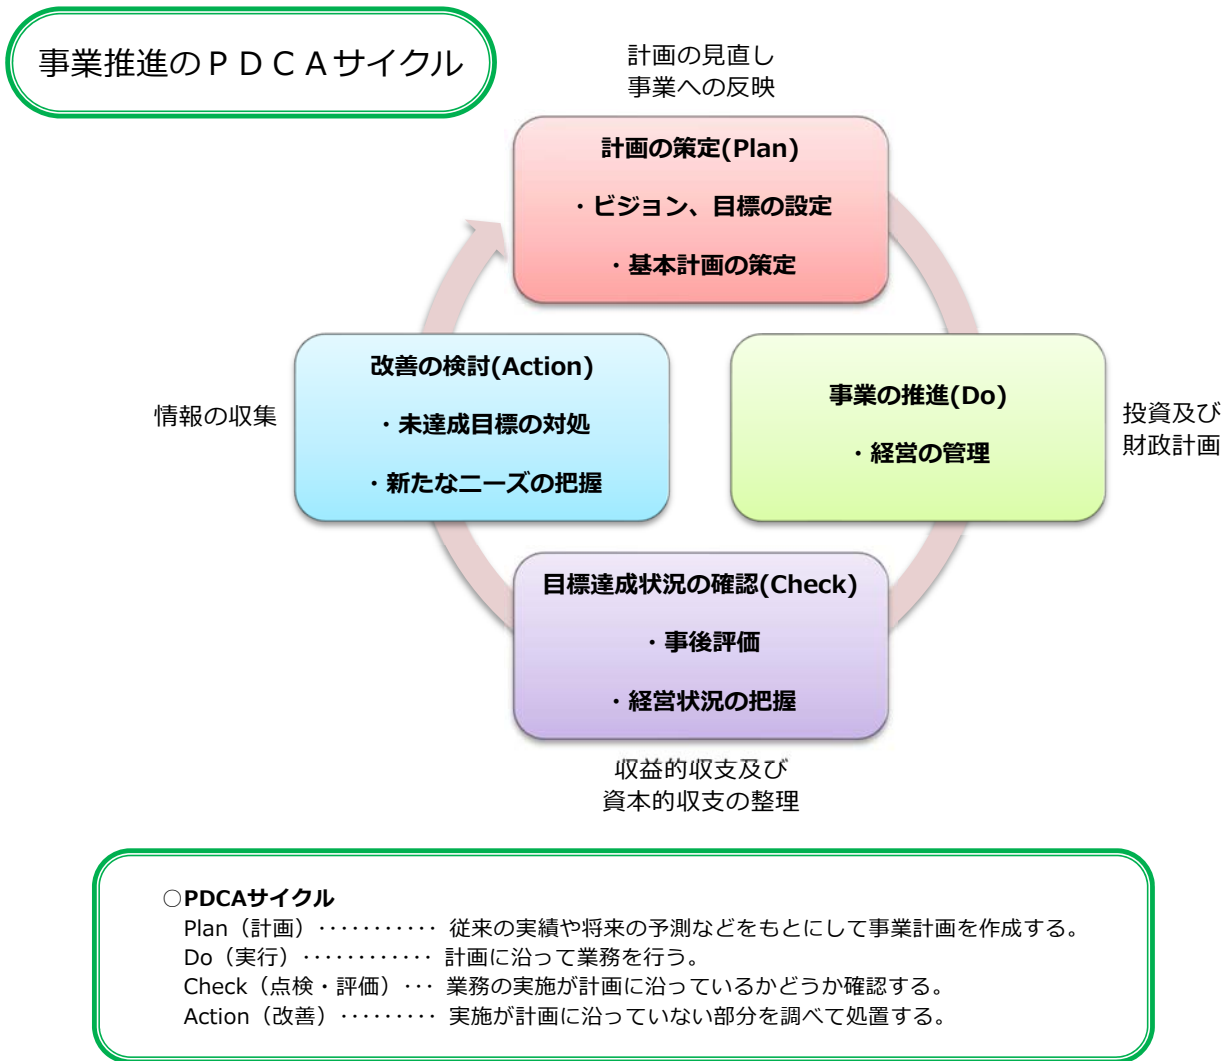 事業推進のＰＤＣＡサイクル
計画の見直し
事業への反映
計画の策定(Plan)
・ビジョン、目標の設定
・基本計画の策定
事業の推進(Do)
・経営の管理
投資及び
財政計画
目標達成状況の確認(Check)
・事後評価
・経営状況の把握
収益的収支及び
資本的収支の整理
改善の検討(Action)
・未達成目標の対処
・新たなニーズの把握
情報の収集
○PDCAサイクル
Plan（計画）･･･････････ 従来の実績や将来の予測などをもとにして事業計画を作成する。
Do（実行）････････････ 計画に沿って業務を行う。
Check（点検・評価）･･･ 業務の実施が計画に沿っているかどうか確認する。
Action（改善）･････････ 実施が計画に沿っていない部分を調べて処置する。